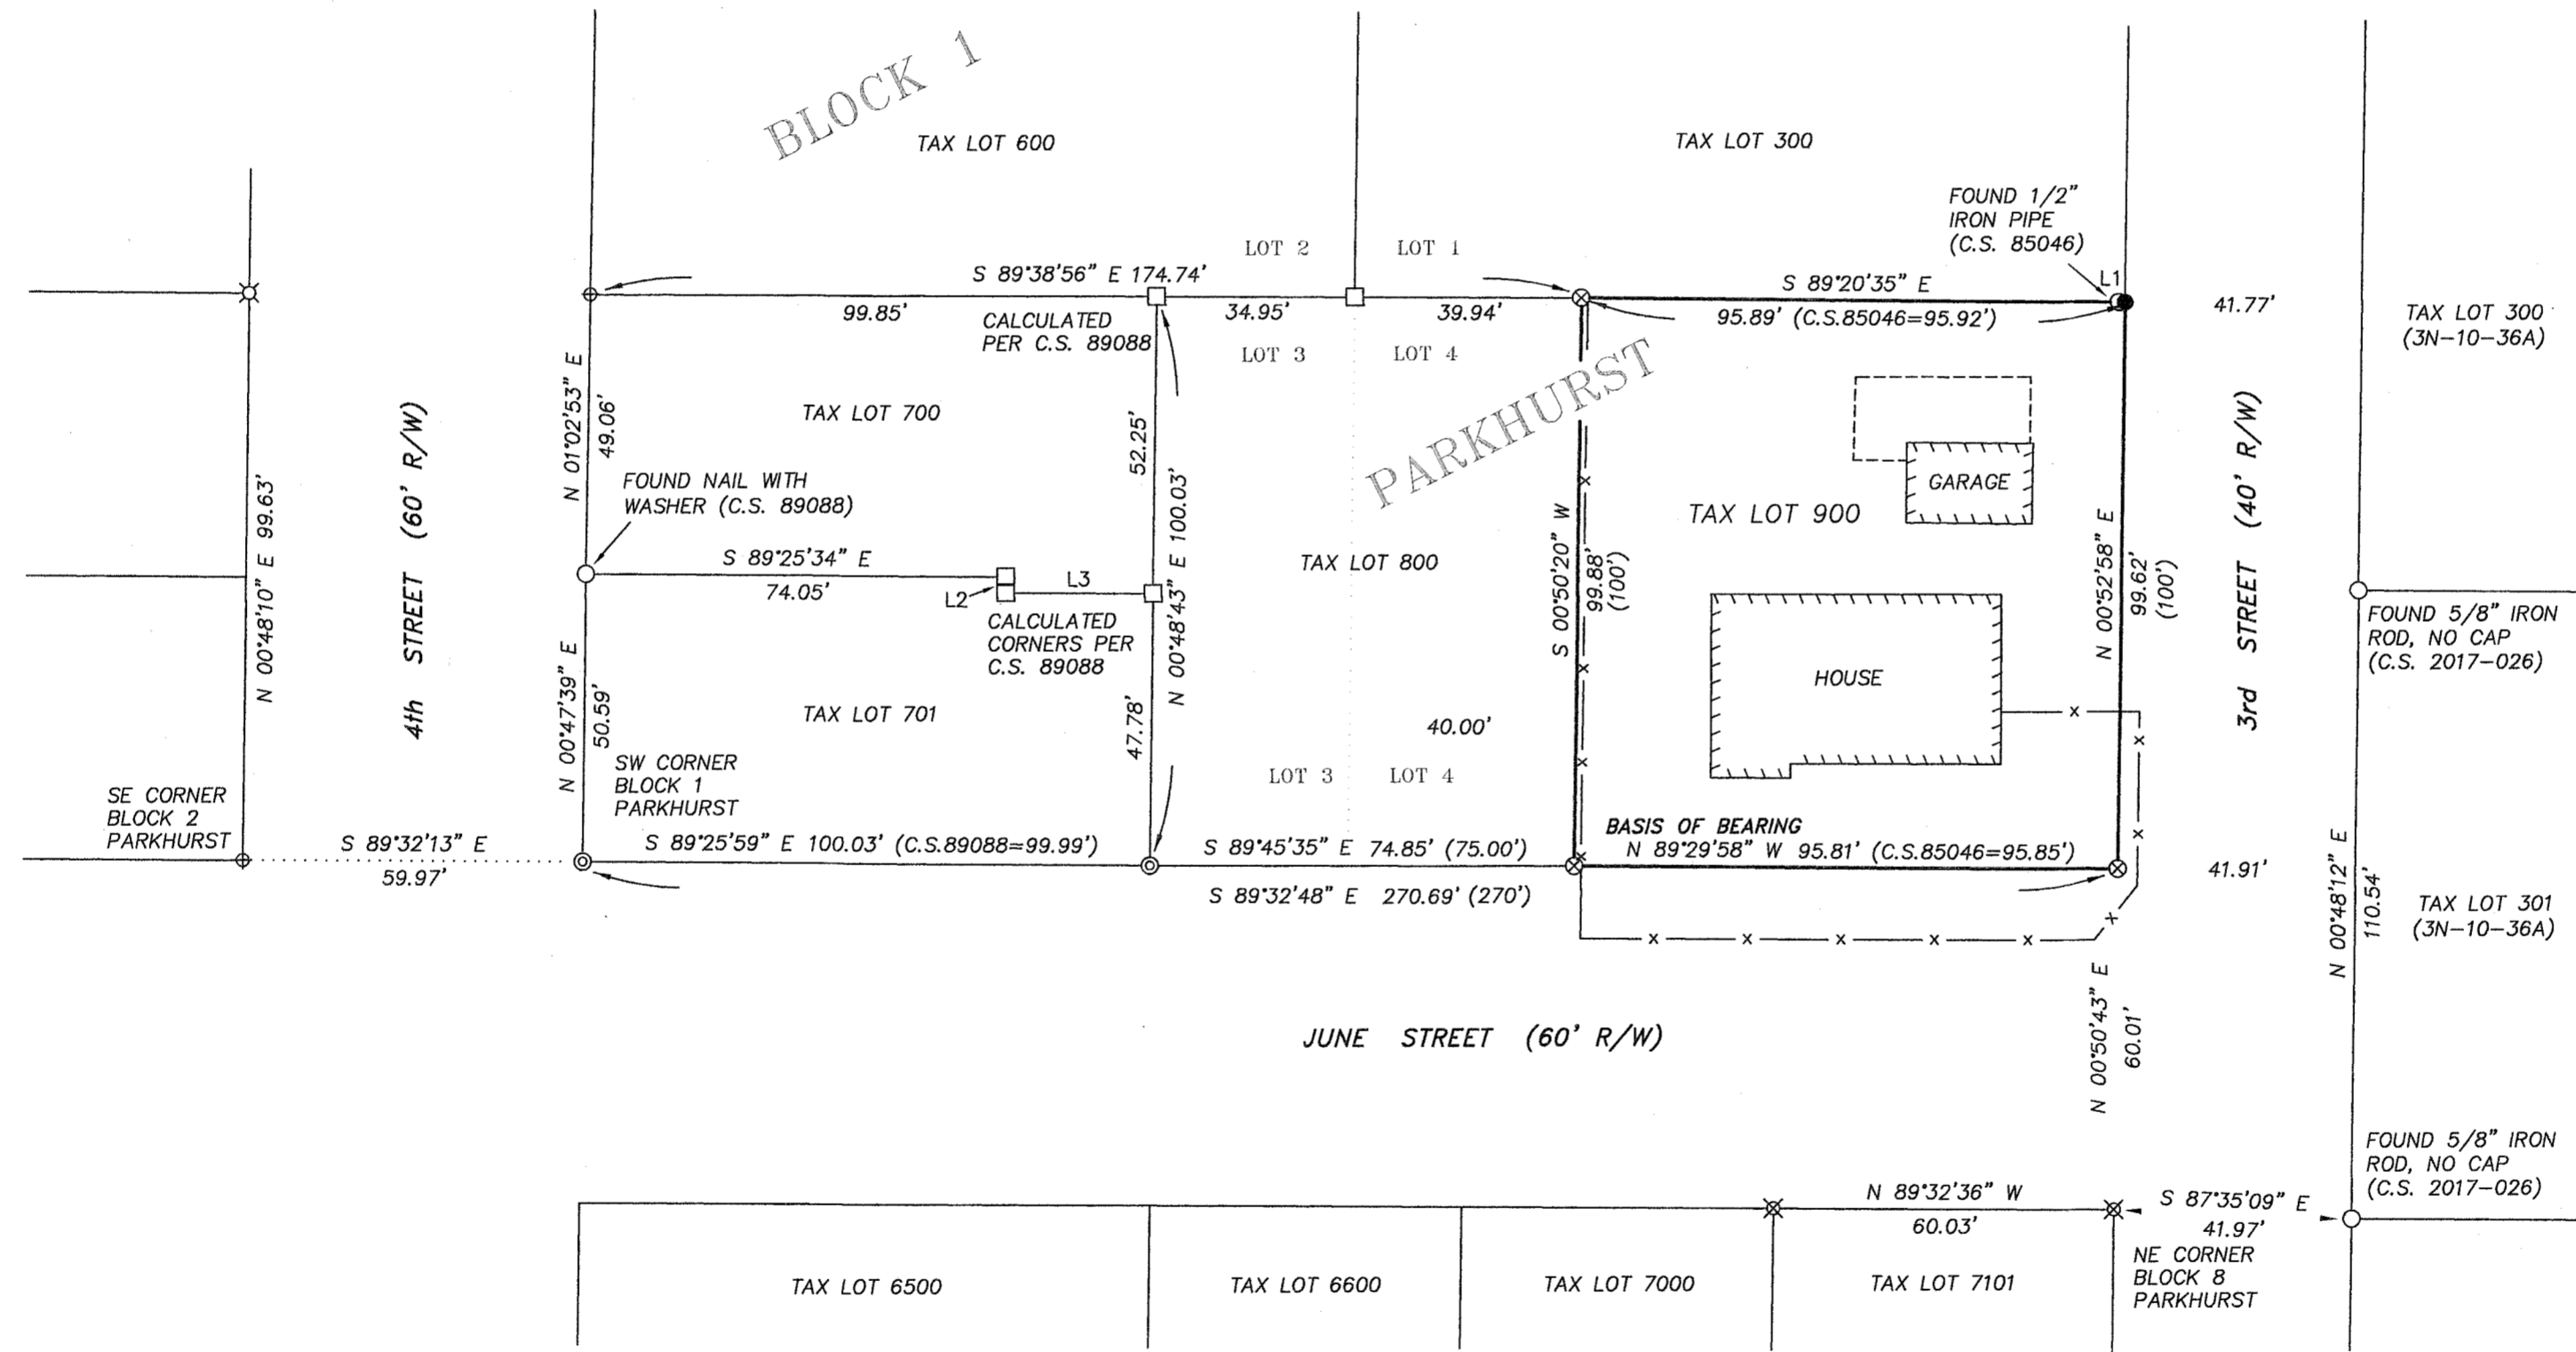 BLOCK 1
TAX LOT 600
TAX LOT 300
FOUND 1/2"
IRON PIPE
(C.S. 85046)
L1
LOT 2
LOT 1
S 89°38'56" E 174.74'
99.85'
CALCULATED
PER C.S. 89088
34.95'
39.94'
S 89°20'35" E
95.89' (C.S.85046=95.92')
41.77'
TAX LOT 300
(3N-10-36A)
LOT 3
LOT 4
PARKHURST
N 01°02'53" E
49.06'
TAX LOT 700
52.25'
N 00°48'43" E 100.03'
FOUND NAIL WITH
WASHER (C.S. 89088)
4th STREET (60' R/W)
N 00°48'10" E 99.63'
S 89°25'34" E
74.05'
L2
L3
CALCULATED
CORNERS PER
C.S. 89088
TAX LOT 800
S 00°50'20" W
99.88'
(100')
TAX LOT 900
GARAGE
HOUSE
N 00°52'58" E
99.62'
(100')
3rd STREET (40' R/W)
FOUND 5/8" IRON
ROD, NO CAP
(C.S. 2017-026)
N 00°47'39" E
50.59'
TAX LOT 701
47.78'
40.00'
LOT 3
LOT 4
SW CORNER
BLOCK 1
PARKHURST
SE CORNER
BLOCK 2
PARKHURST
S 89°32'13" E
59.97'
S 89°25'59" E 100.03' (C.S.89088=99.99')
S 89°45'35" E 74.85' (75.00')
S 89°32'48" E 270.69' (270')
BASIS OF BEARING
N 89°29'58" W 95.81' (C.S.85046=95.85')
41.91'
N 00°48'12" E
110.54'
TAX LOT 301
(3N-10-36A)
JUNE STREET (60' R/W)
N 00°50'43" E
60.01'
FOUND 5/8" IRON
ROD, NO CAP
(C.S. 2017-026)
N 89°32'36" W
60.03'
S 87°35'09" E
41.97'
NE CORNER
BLOCK 8
PARKHURST
TAX LOT 6500
TAX LOT 6600
TAX LOT 7000
TAX LOT 7101